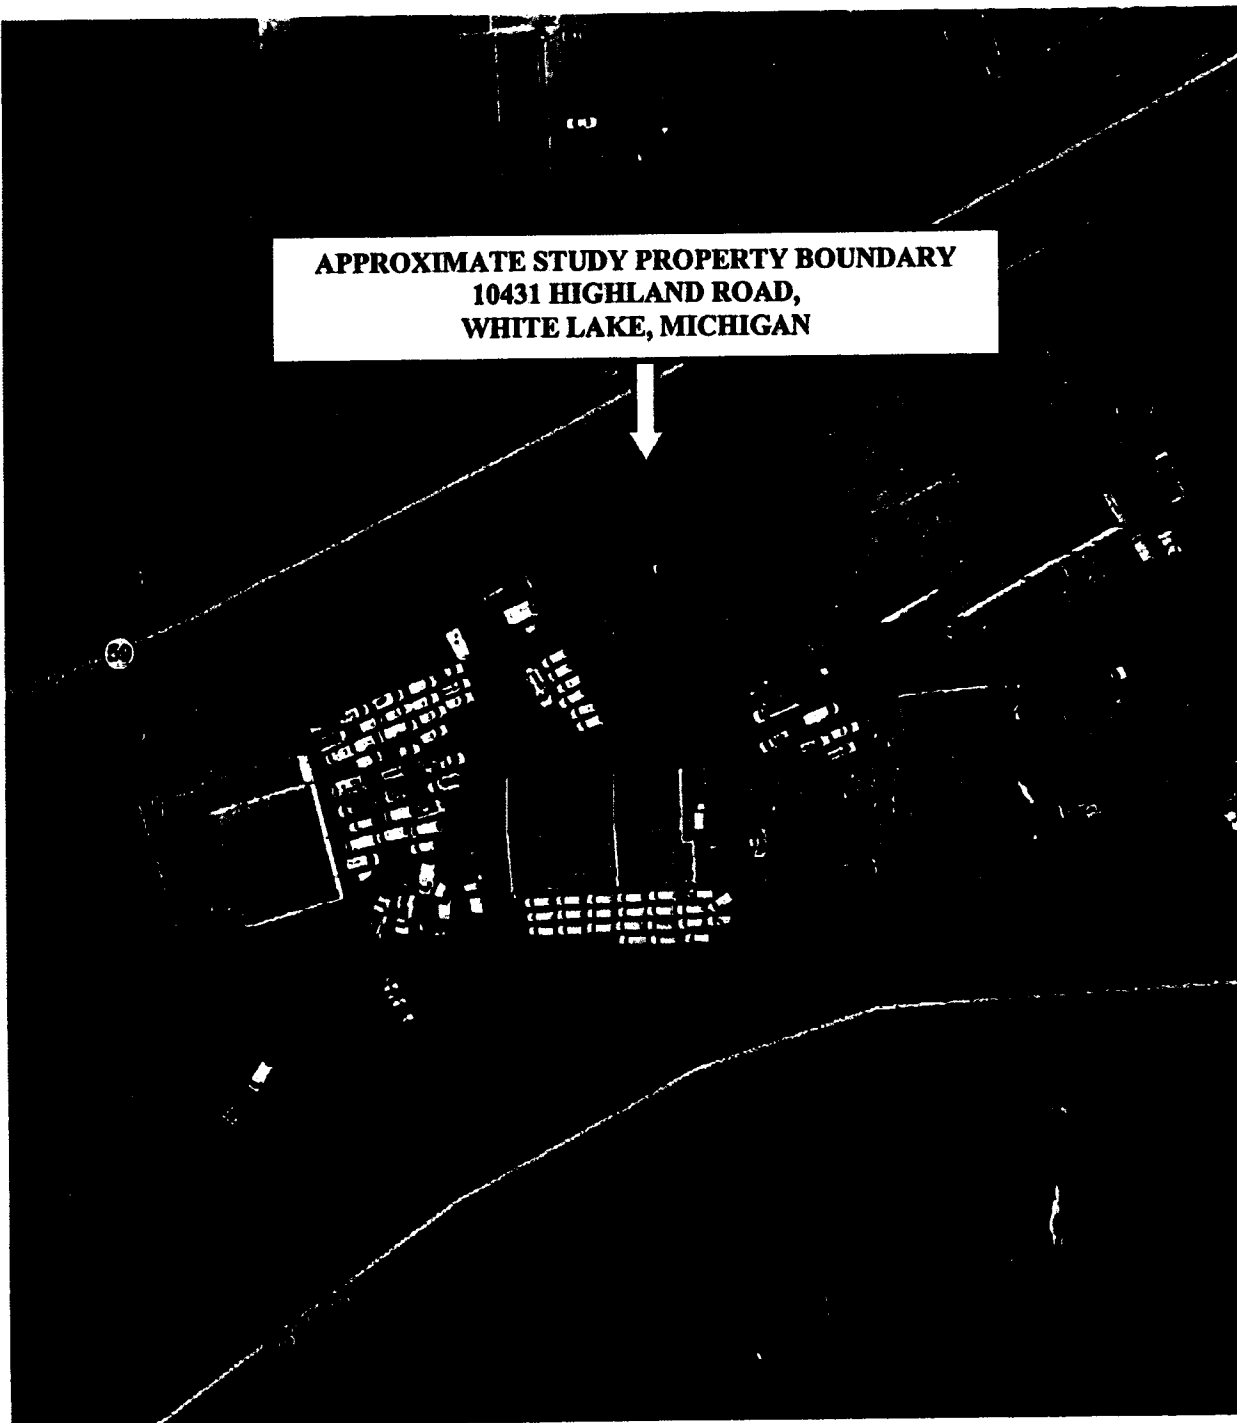 APPROXIMATE STUDY PROPERTY BOUNDARY
10431 HIGHLAND ROAD,
WHITE LAKE, MICHIGAN